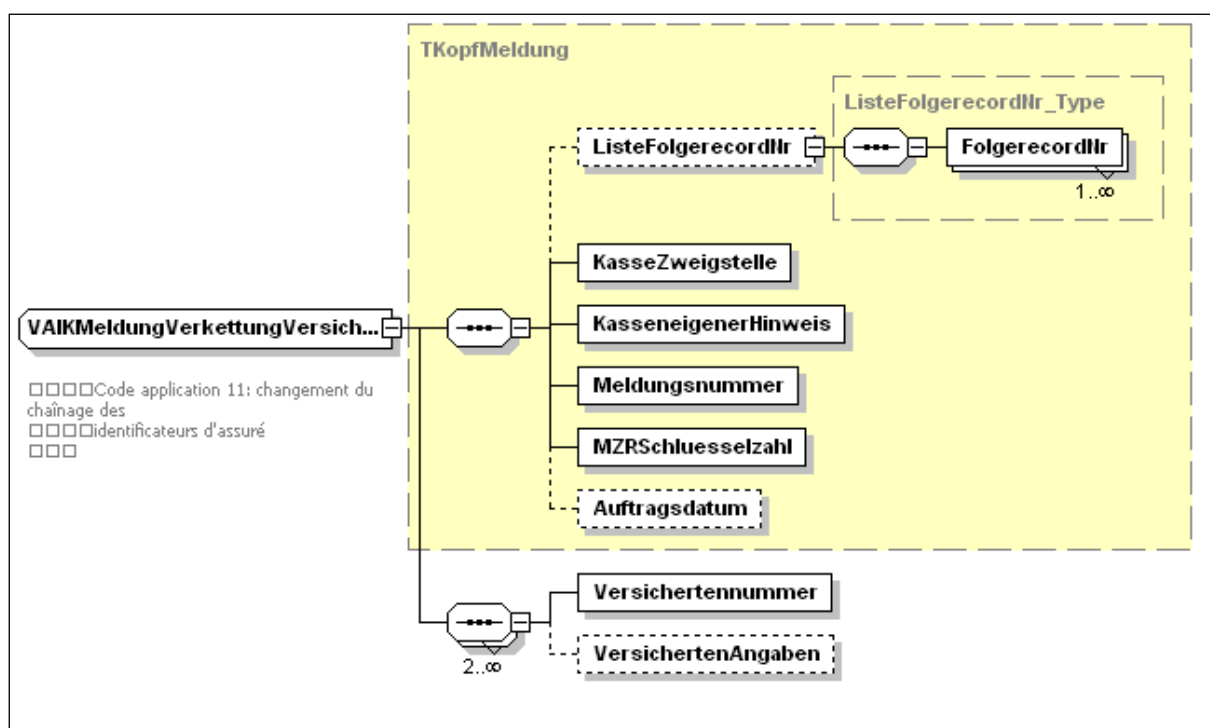 TKopfMeldung
ListeFolgerecordNr_Type
ListeFolgerecordNr
FolgerecordNr
1..∞
KasseZweigstelle
KasseneigenerHinweis
VAIKMeldungVerkettungVersich...
Meldungsnummer
□□□□Code application 11: changement du
chaînage des
□□□□identificateurs d'assuré
□□□
MZRSchluesselzahl
Auftragsdatum
Versichertennummer
2..∞
VersichertenAngaben